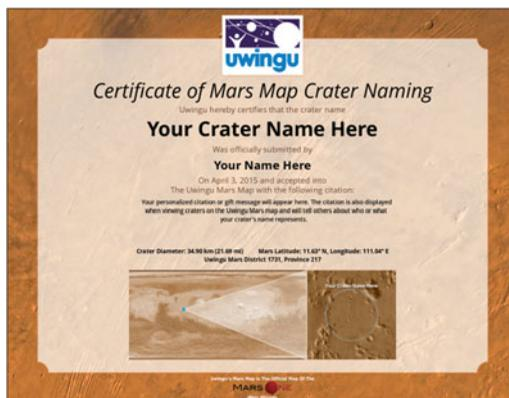 uwingu
Certificate of Mars Map Crater Naming
Uwingu hereby certifies that the crater name
Your Crater Name Here
Was officially submitted by
Your Name Here
On April 3, 2015 and accepted into
The Uwingu Mars Map with the following citation:
Your personalized citation or gift message will appear here. The citation is also displayed
when viewing craters on the Uwingu Mars map and will tell others about who or what
your crater's name represents.
Crater Diameter: 34.90 km (21.69 mi) Mars Latitude: 11.63° N, Longitude: 111.04° E
Uwingu Mars District 1731, Province 217
Your Crater Name Here
Uwingu's Mars Map Is The Official Map Of The
MARS ONE